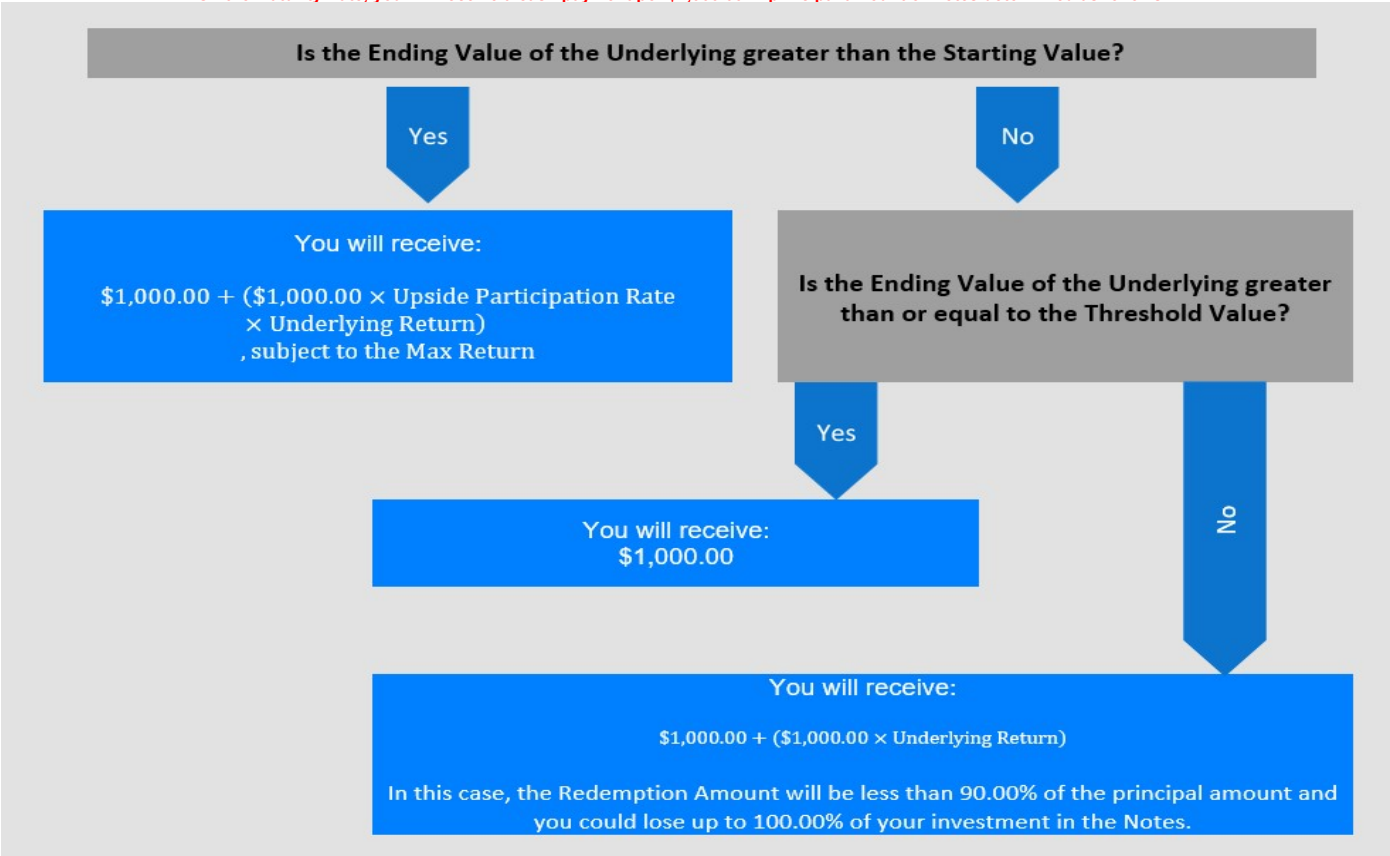 Is the Ending Value of the Underlying greater than the Starting Value?
Yes
No
You will receive:
$1,000.00 + ($1,000.00 × Upside Participation Rate
× Underlying Return)
, subject to the Max Return
Is the Ending Value of the Underlying greater
than or equal to the Threshold Value?
Yes
No
You will receive:
$1,000.00
You will receive:
$1,000.00 + ($1,000.00 × Underlying Return)
In this case, the Redemption Amount will be less than 90.00% of the principal amount and
you could lose up to 100.00% of your investment in the Notes.